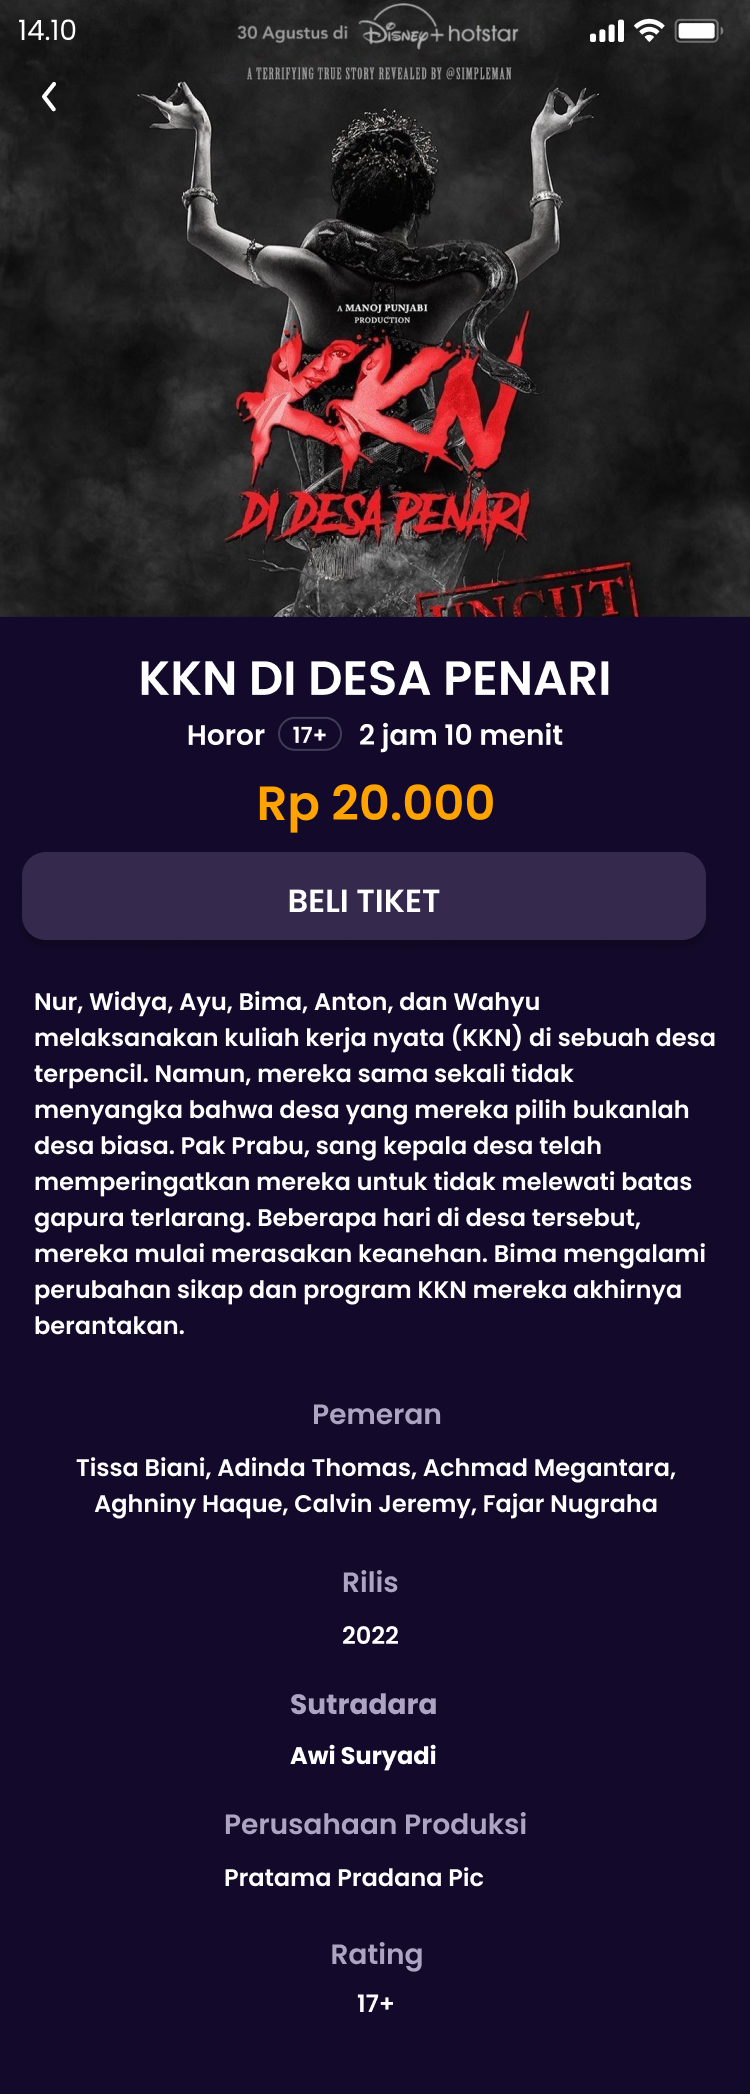 14.10
30 Agustus di Disney+ hotstar
A TERRIFYING TRUE STORY REVEALED BY @SIMPLEMAN
A MANOJ PUNJABI
PRODUCTION
KKN
DI DESA PENARI
UNCUT
KKN DI DESA PENARI
Horor 17+ 2 jam 10 menit
Rp 20.000
BELI TIKET
Nur, Widya, Ayu, Bima, Anton, dan Wahyu
melaksanakan kuliah kerja nyata (KKN) di sebuah desa
terpencil. Namun, mereka sama sekali tidak
menyangka bahwa desa yang mereka pilih bukanlah
desa biasa. Pak Prabu, sang kepala desa telah
memperingatkan mereka untuk tidak melewati batas
gapura terlarang. Beberapa hari di desa tersebut,
mereka mulai merasakan keanehan. Bima mengalami
perubahan sikap dan program KKN mereka akhirnya
berantakan.
Pemeran
Tissa Biani, Adinda Thomas, Achmad Megantara,
Aghniny Haque, Calvin Jeremy, Fajar Nugraha
Rilis
2022
Sutradara
Awi Suryadi
Perusahaan Produksi
Pratama Pradana Pic
Rating
17+